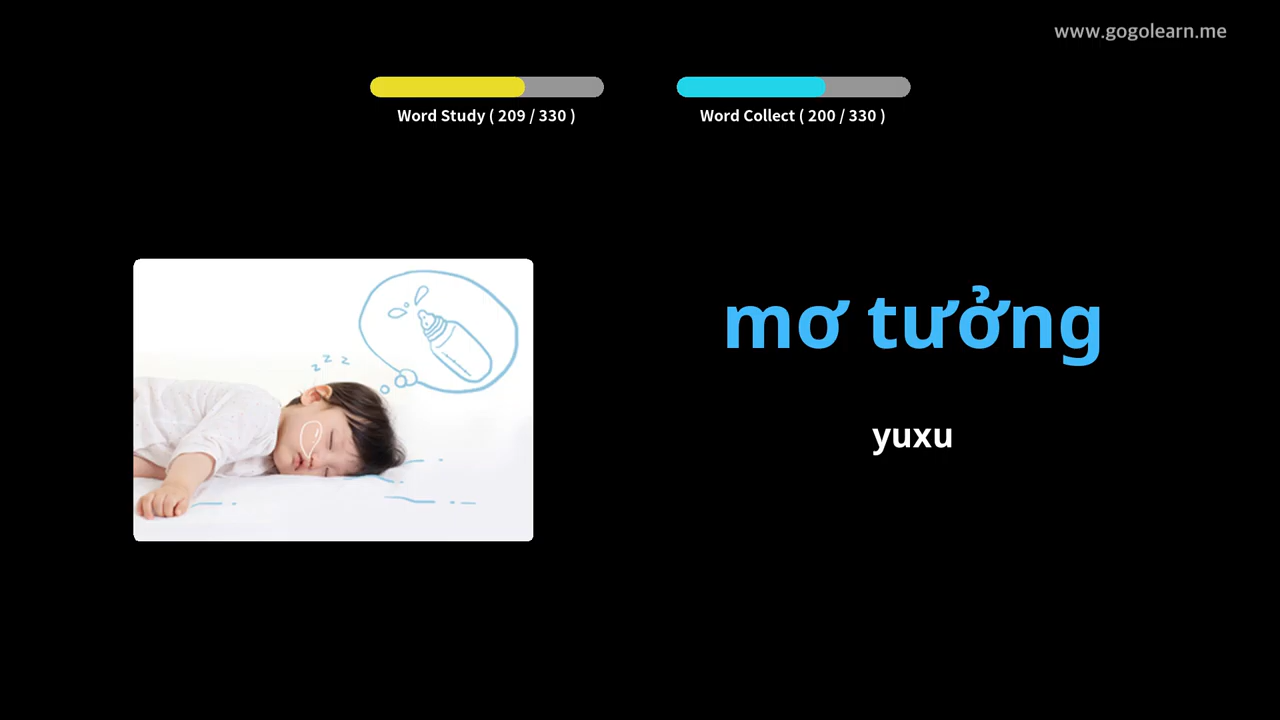 www.gogolearn.me
Word Study ( 209 / 330 )
Word Collect ( 200 / 330 )
z z z
mơ tưởng
yuxu